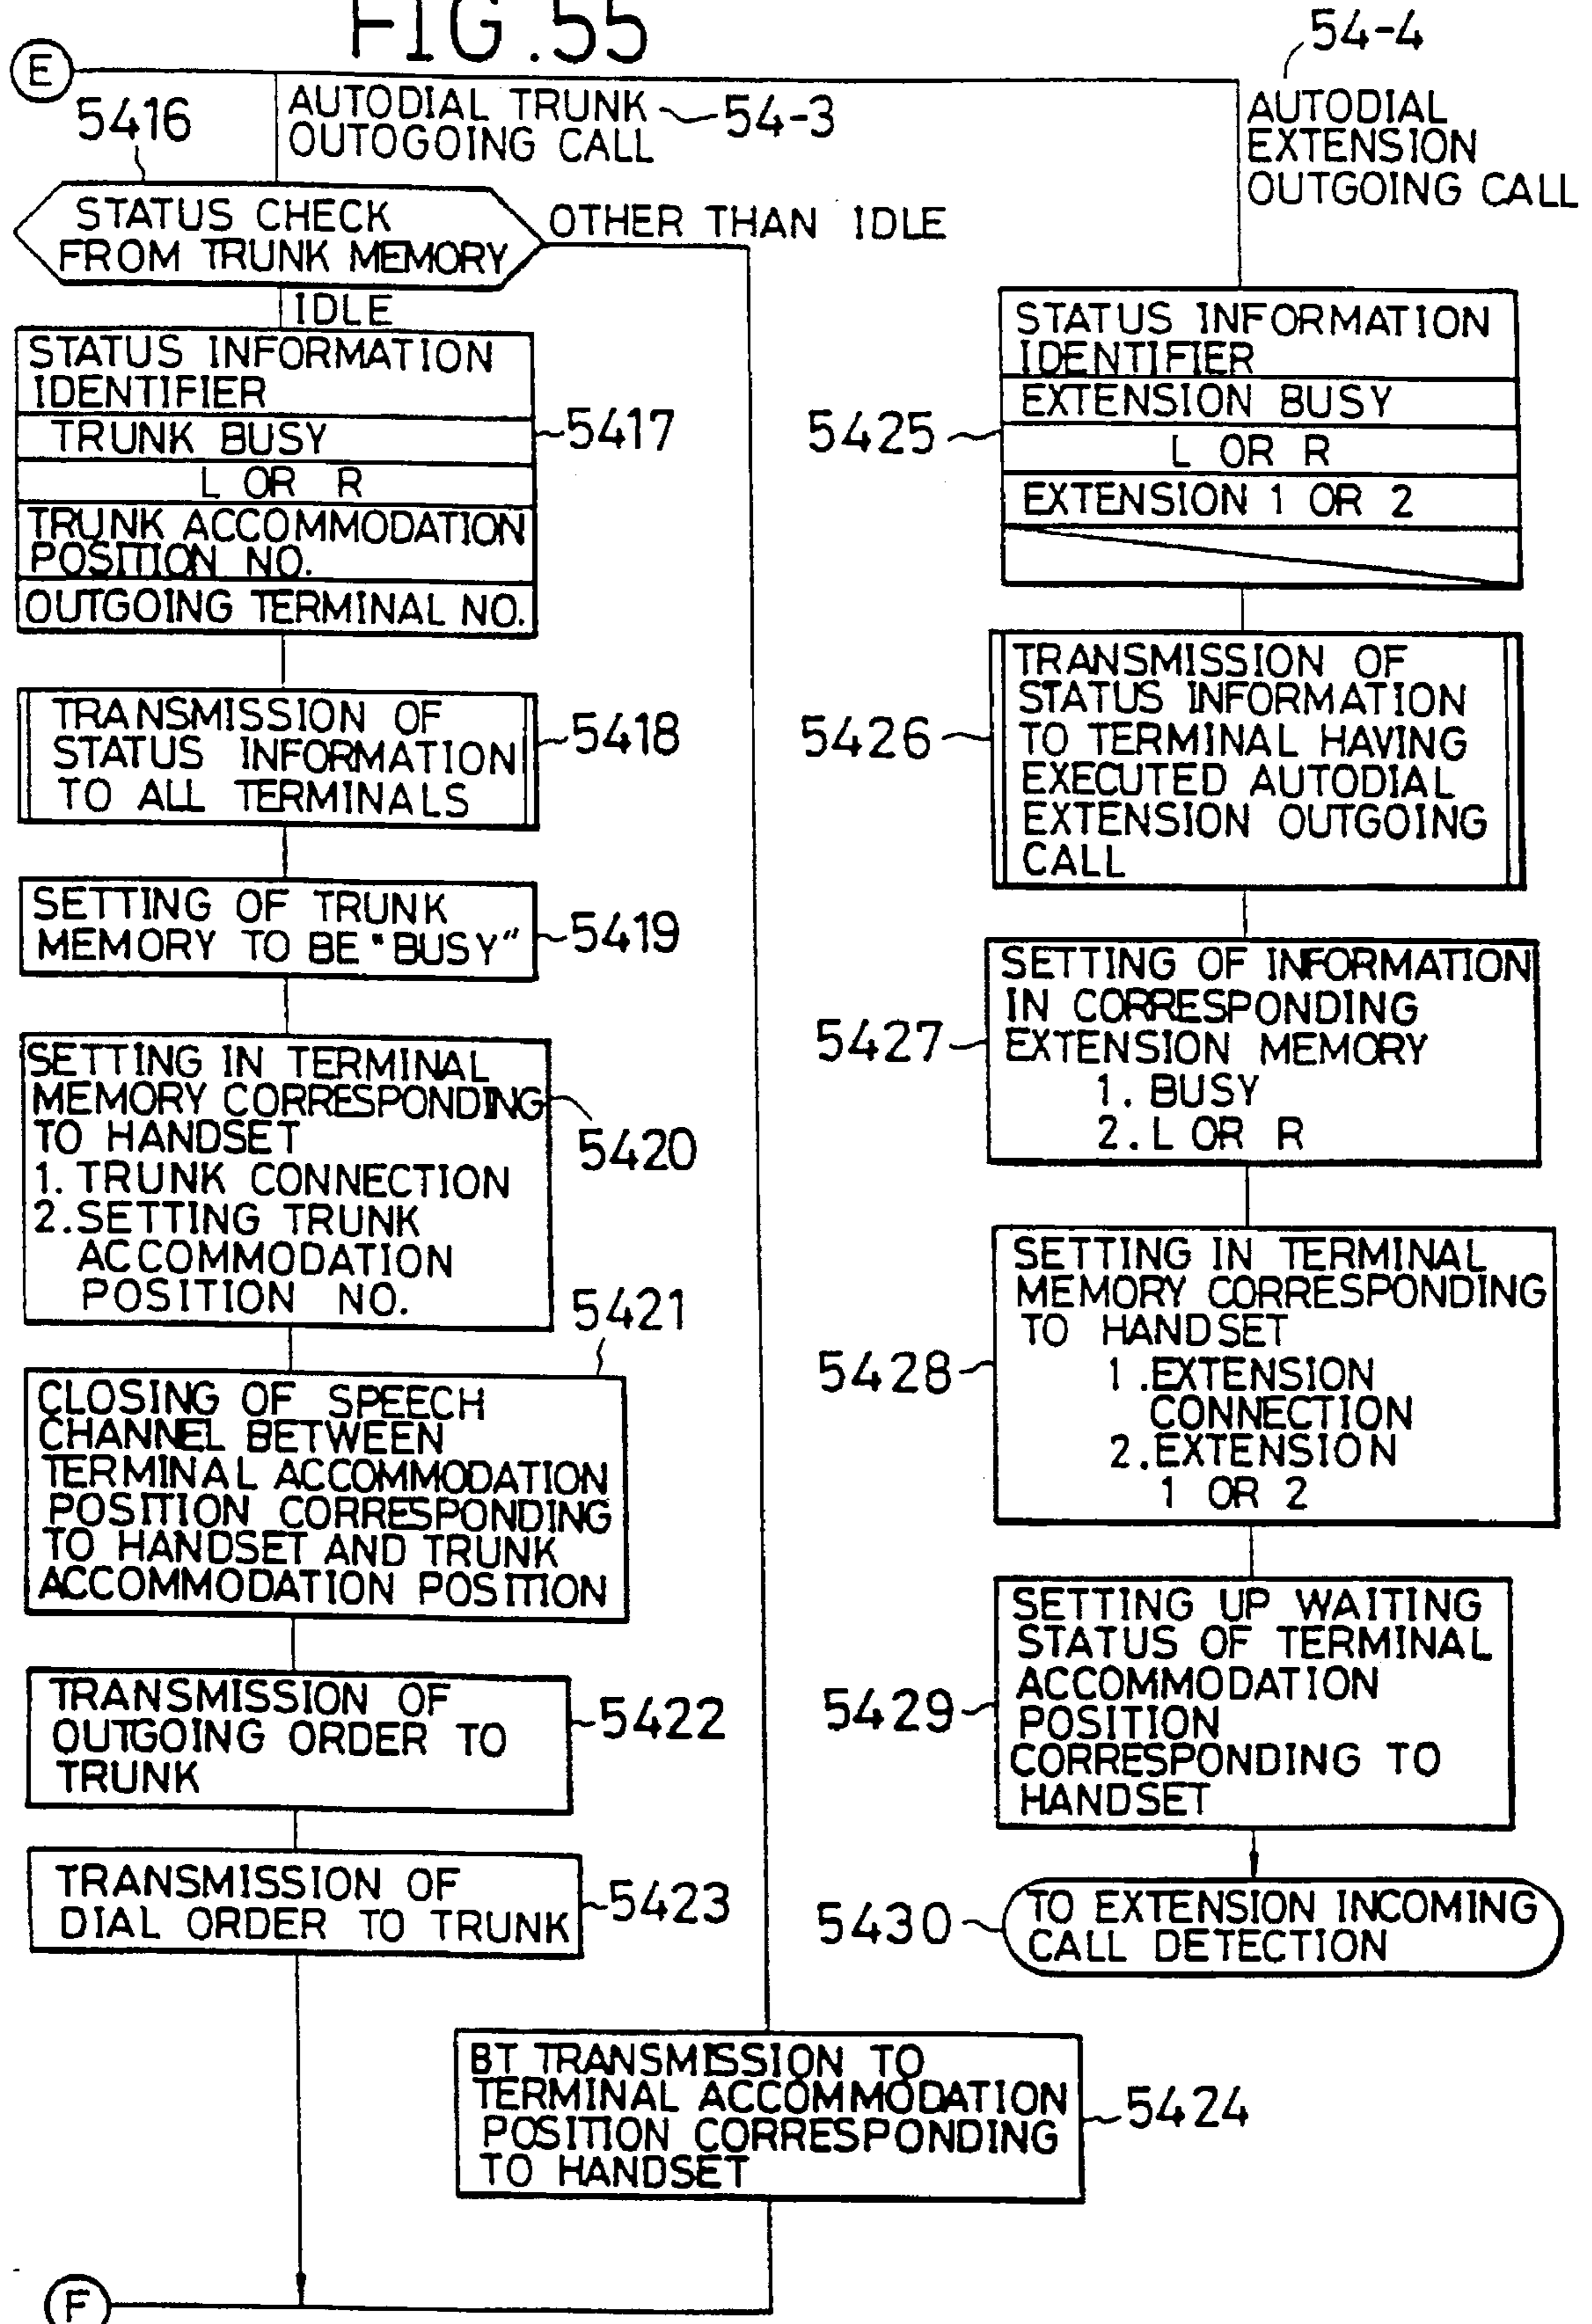 FIG.55
E
54-4
5416
AUTODIAL TRUNK
OUTOGOING CALL
54-3
AUTODIAL
EXTENSION
OUTGOING CALL
STATUS CHECK
FROM TRUNK MEMORY
OTHER THAN IDLE
IDLE
STATUS INFORMATION
IDENTIFIER
TRUNK BUSY
L OR R
TRUNK ACCOMMODATION
POSITION NO.
OUTGOING TERMINAL NO.
5417
TRANSMISSION OF
STATUS INFORMATION
TO ALL TERMINALS
5418
SETTING OF TRUNK
MEMORY TO BE "BUSY"
5419
SETTING IN TERMINAL
MEMORY CORRESPONDING
TO HANDSET
1. TRUNK CONNECTION
2. SETTING TRUNK
ACCOMMODATION
POSITION NO.
5420
5421
CLOSING OF SPEECH
CHANNEL BETWEEN
TERMINAL ACCOMMODATION
POSITION CORRESPONDING
TO HANDSET AND TRUNK
ACCOMMODATION POSITION
TRANSMISSION OF
OUTGOING ORDER TO
TRUNK
5422
TRANSMISSION OF
DIAL ORDER TO TRUNK
5423
BT TRANSMISSION TO
TERMINAL ACCOMMODATION
POSITION CORRESPONDING
TO HANDSET
5424
F
STATUS INFORMATION
IDENTIFIER
EXTENSION BUSY
L OR R
EXTENSION 1 OR 2
5425
TRANSMISSION OF
STATUS INFORMATION
TO TERMINAL HAVING
EXECUTED AUTODIAL
EXTENSION OUTGOING
CALL
5426
SETTING OF INFORMATION
IN CORRESPONDING
EXTENSION MEMORY
1. BUSY
2. L OR R
5427
SETTING IN TERMINAL
MEMORY CORRESPONDING
TO HANDSET
1. EXTENSION
CONNECTION
2. EXTENSION
1 OR 2
5428
SETTING UP WAITING
STATUS OF TERMINAL
ACCOMMODATION
POSITION
CORRESPONDING TO
HANDSET
5429
TO EXTENSION INCOMING
CALL DETECTION
5430